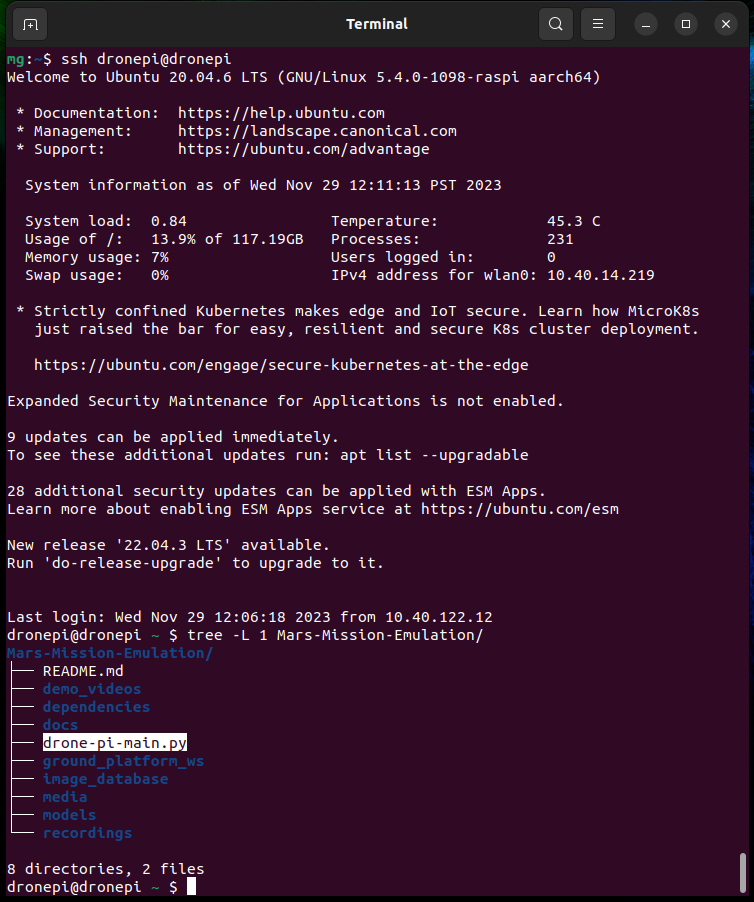 Terminal
mg:~$ ssh dronepi@dronepi
Welcome to Ubuntu 20.04.6 LTS (GNU/Linux 5.4.0-1098-raspi aarch64)
 * Documentation:  https://help.ubuntu.com
 * Management:     https://landscape.canonical.com
 * Support:        https://ubuntu.com/advantage
  System information as of Wed Nov 29 12:11:13 PST 2023
  System load:  0.84                Temperature:            45.3 C
  Usage of /:   13.9% of 117.19GB   Processes:              231
  Memory usage: 7%                  Users logged in:        0
  Swap usage:   0%                  IPv4 address for wlan0: 10.40.14.219
 * Strictly confined Kubernetes makes edge and IoT secure. Learn how MicroK8s
   just raised the bar for easy, resilient and secure K8s cluster deployment.
   https://ubuntu.com/engage/secure-kubernetes-at-the-edge
Expanded Security Maintenance for Applications is not enabled.
9 updates can be applied immediately.
To see these additional updates run: apt list --upgradable
28 additional security updates can be applied with ESM Apps.
Learn more about enabling ESM Apps service at https://ubuntu.com/esm
New release '22.04.3 LTS' available.
Run 'do-release-upgrade' to upgrade to it.
Last login: Wed Nov 29 12:06:18 2023 from 10.40.122.12
dronepi@dronepi ~ $ tree -L 1 Mars-Mission-Emulation/
Mars-Mission-Emulation/
├── README.md
├── demo_videos
├── dependencies
├── docs
├── drone-pi-main.py
├── ground_platform_ws
├── image_database
├── media
├── models
└── recordings
8 directories, 2 files
dronepi@dronepi ~ $